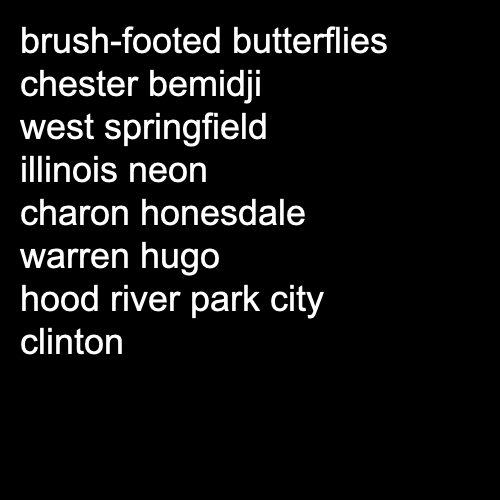 brush-footed butterflies
chester bemidji
west springfield
illinois neon
charon honesdale
warren hugo
hood river park city
clinton